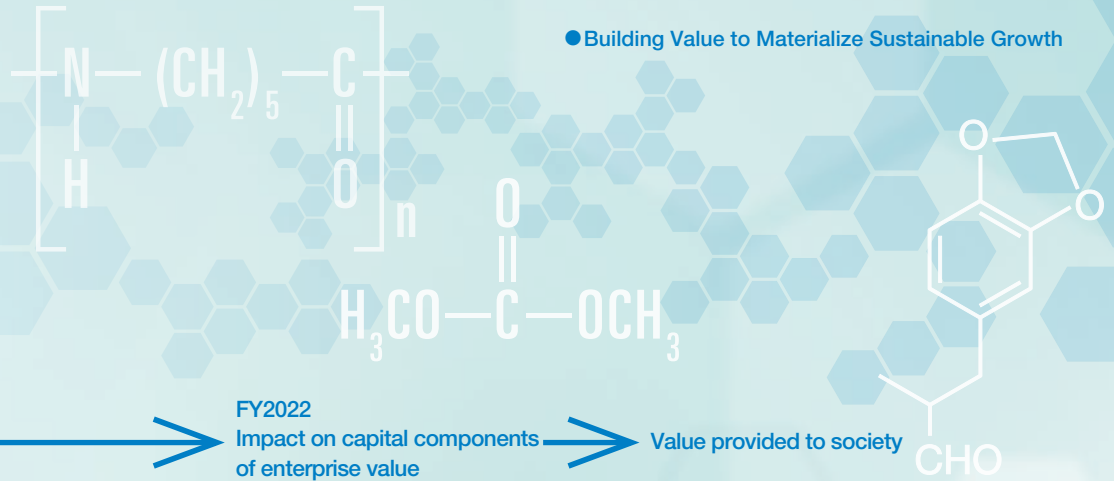 ●Building Value to Materialize Sustainable Growth
N—(CH2)5—C
H
O
n
O
H3CO—C—OCH3
O
O
CHO
FY2022
Impact on capital components
of enterprise value
Value provided to society